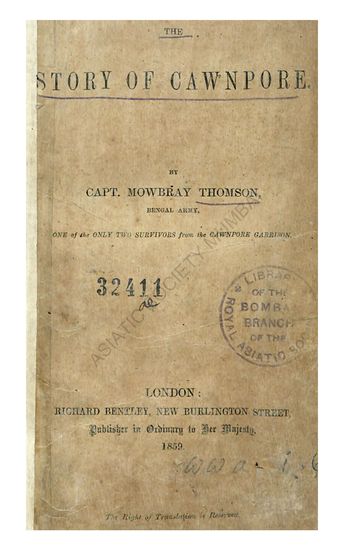 THE
STORY OF CAWNPORE.
BY
CAPT. MOWBRAY THOMSON,
BENGAL ARMY,
ONE of the ONLY TWO SURVIVORS from the CAWNPORE GARRISON.
32411
ASIATIC SOCIETY MUMBAI
LIBRARY
OF THE
BOMBA
BRANCH
OF THE
ROYAL ASIATIC SOC
LONDON:
RICHARD BENTLEY, NEW BURLINGTON STREET,
Publisher in Ordinary to Her Majesty.
1859.
The Right of Translation is Reserved.